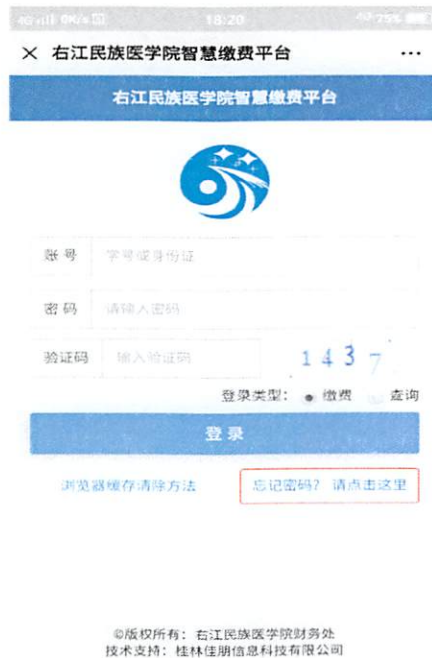 18:20
右江民族医学院智慧缴费平台
右江民族医学院智慧缴费平台
账号 学号或身份证
密码 请输入密码
验证码 输入验证码 1437
登录类型： 缴费 查询
登录
浏览器缓存清除方法 忘记密码？ 请点击这里
©版权所有：右江民族医学院财务处
技术支持：桂林佳朋信息科技有限公司